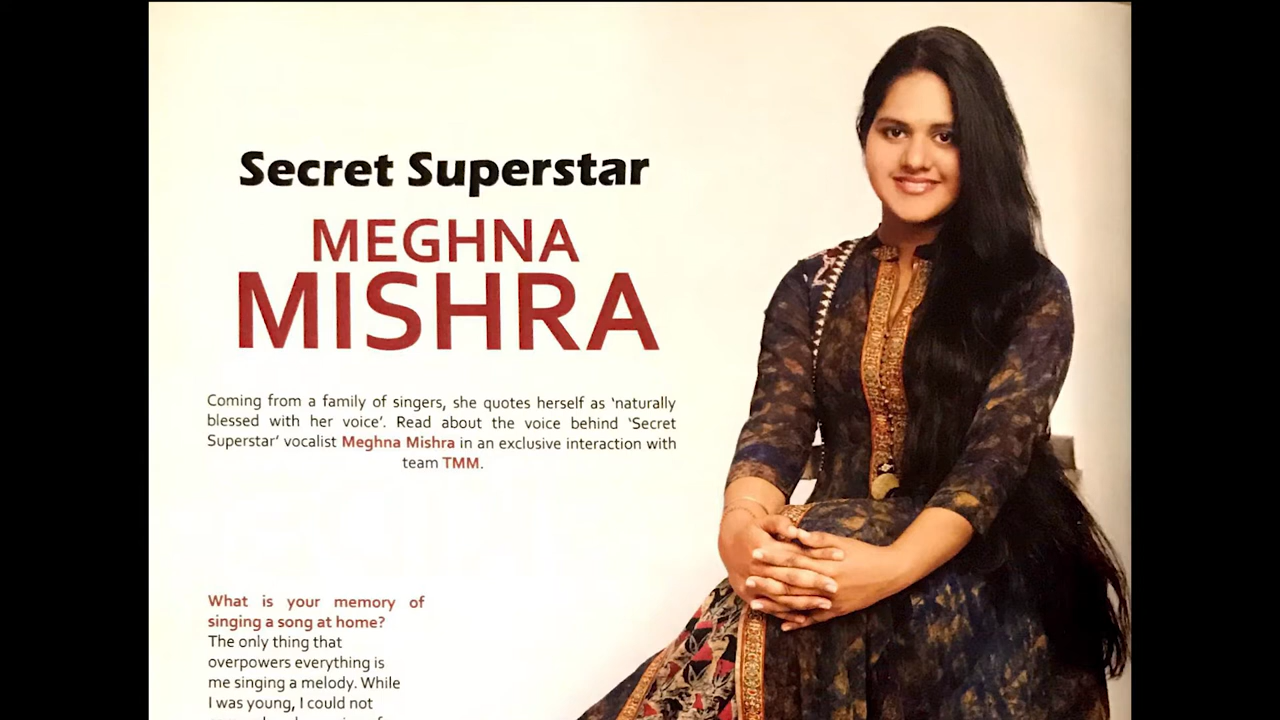 Secret Superstar
MEGHNA
MISHRA
Coming from a family of singers, she quotes herself as ‘naturally
blessed with her voice’. Read about the voice behind ‘Secret
Superstar’ vocalist Meghna Mishra in an exclusive interaction with
team TMM.
What is your memory of
singing a song at home?
The only thing that
overpowers everything is
me singing a melody. While
I was young, I could not